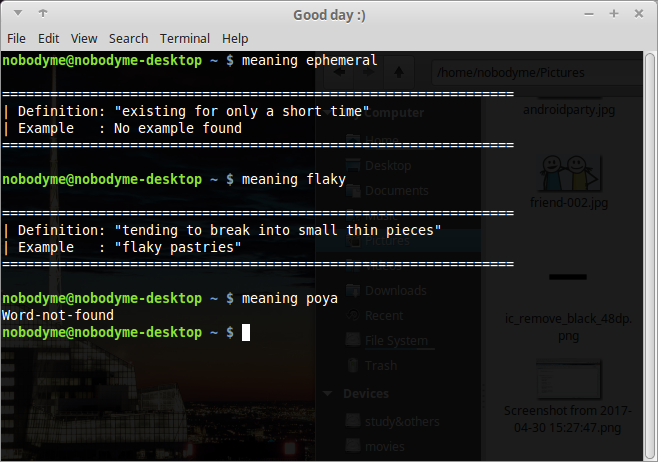 Good day :)
File Edit View Search Terminal Help
nobodyme@nobodyme-desktop ~ $ meaning ephemeral
================================================================
| Definition: "existing for only a short time"
| Example   : No example found
================================================================
nobodyme@nobodyme-desktop ~ $ meaning flaky
================================================================
| Definition: "tending to break into small thin pieces"
| Example   : "flaky pastries"
================================================================
nobodyme@nobodyme-desktop ~ $ meaning poya
Word-not-found
nobodyme@nobodyme-desktop ~ $
/home/nobodyme/Pictures
Computer
Home
Desktop
Documents
Pictures
Downloads
Recent
File System
Trash
Devices
study&others
movies
androidparty.jpg
friend-002.jpg
ic_remove_black_48dp.
png
Screenshot from 2017-
04-30 15:27:47.png